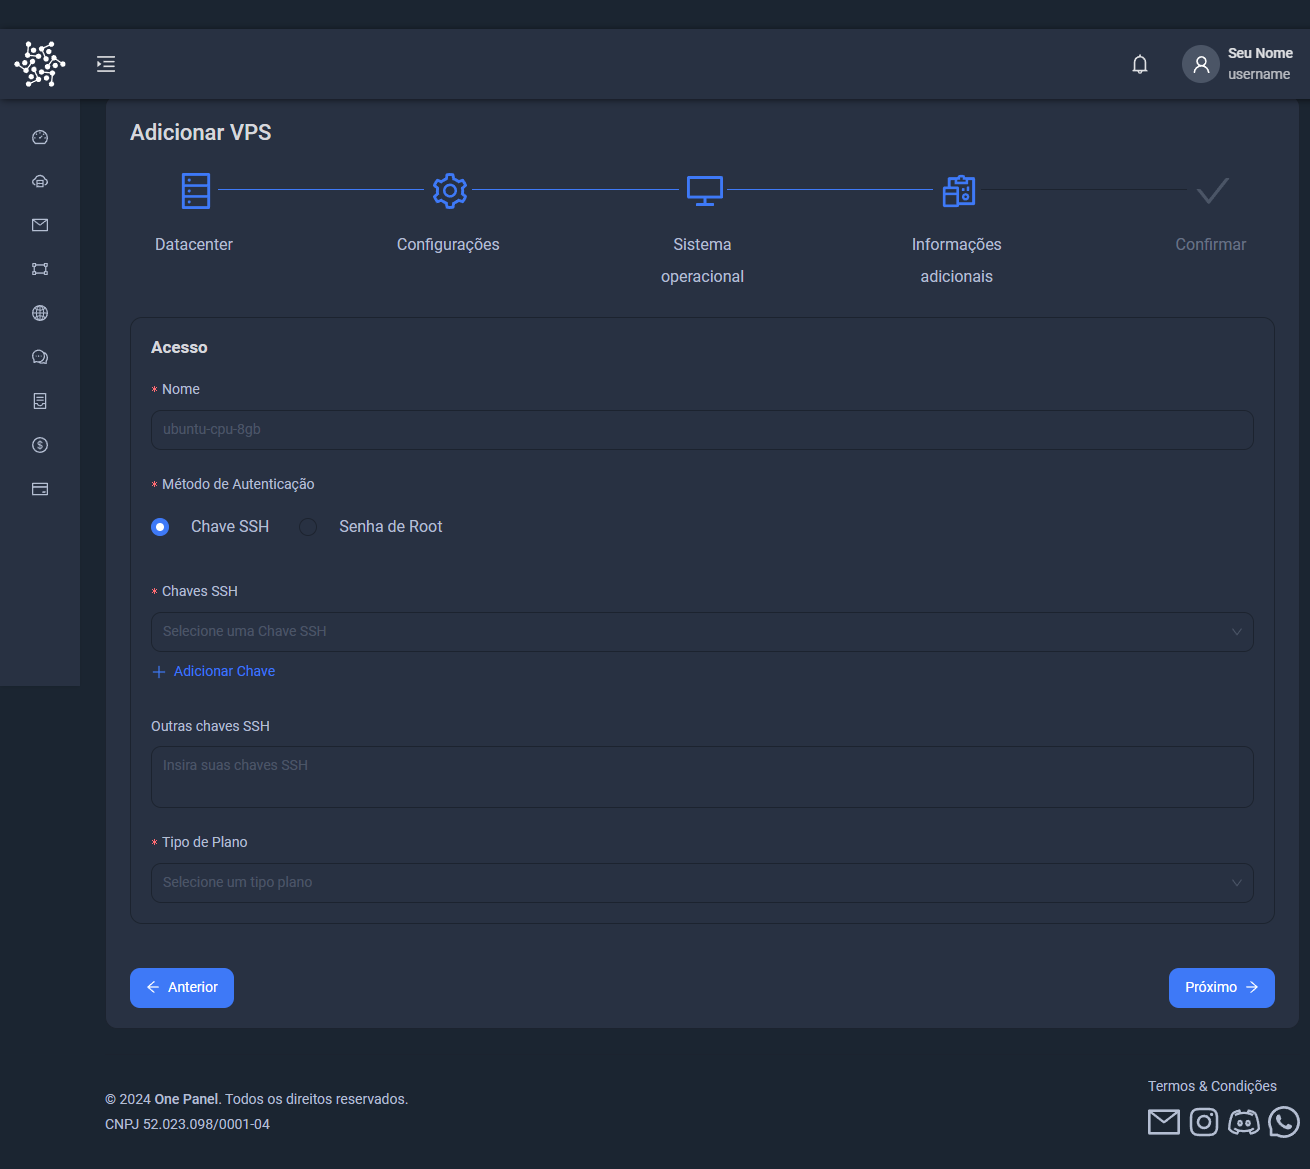 Seu Nome
username
Adicionar VPS
Datacenter
Configurações
Sistema
operacional
Informações
adicionais
Confirmar
Acesso
* Nome
ubuntu-cpu-8gb
* Método de Autenticação
Chave SSH
Senha de Root
* Chaves SSH
Selecione uma Chave SSH
Adicionar Chave
Outras chaves SSH
Insira suas chaves SSH
* Tipo de Plano
Selecione um tipo plano
Anterior
Próximo
© 2024 One Panel. Todos os direitos reservados.
CNPJ 52.023.098/0001-04
Termos & Condições